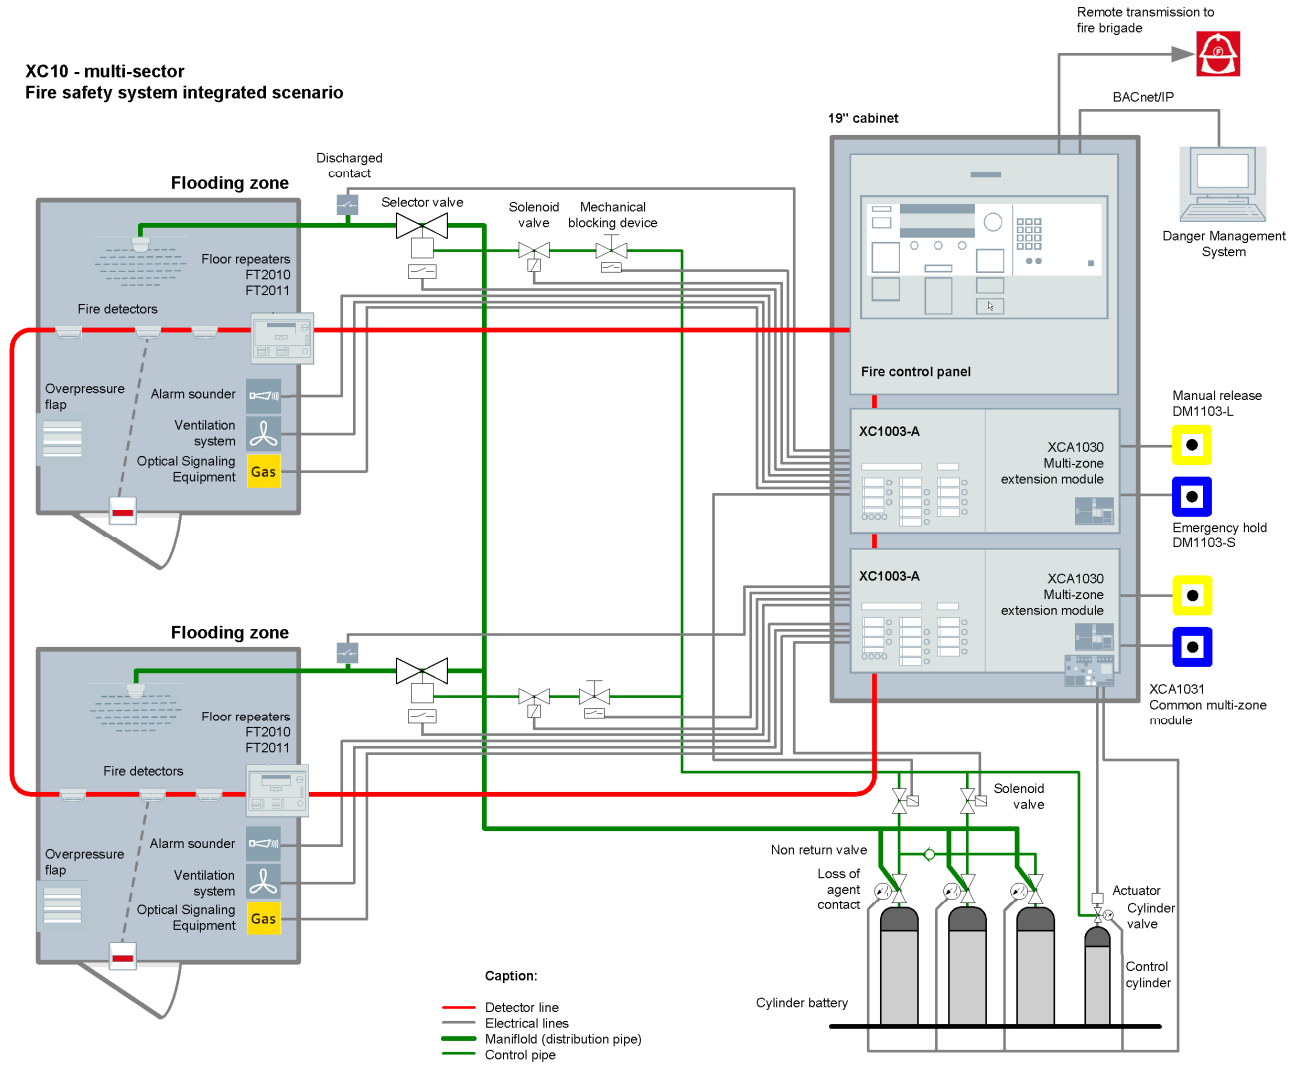 Remote transmission to
fire brigade
F
XC10 - multi-sector
Fire safety system integrated scenario
BACnet/IP
19" cabinet
Discharged
contact
Flooding zone
Selector valve
Solenoid
valve
Mechanical
blocking device
Danger Management
System
Floor repeaters
FT2010
FT2011
Fire detectors
Fire control panel
Overpressure
flap
Alarm sounder
Ventilation
system
Optical Signaling
Equipment
Gas
Manual release
DM1103-L
XC1003-A
XCA1030
Multi-zone
extension module
Emergency hold
DM1103-S
XC1003-A
XCA1030
Multi-zone
extension module
Flooding zone
XCA1031
Common multi-zone
module
Floor repeaters
FT2010
FT2011
Fire detectors
Solenoid
valve
Alarm sounder
Overpressure
flap
Ventilation
system
Optical Signaling
Equipment
Gas
Non return valve
Loss of
agent
contact
Actuator
Cylinder
valve
Control
cylinder
Cylinder battery
Caption:
Detector line
Electrical lines
Maniflold (distribution pipe)
Control pipe